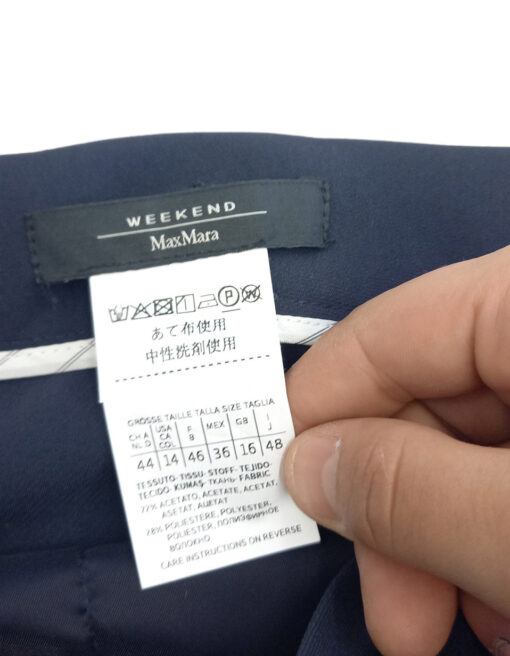 WEEKEND
MaxMara
P W
あて布使用
中性洗剤使用
GRÖSSE TAILLE TALLA SIZE TAGLIA
CH A NL D USA CA COL F B MEX GB I J
44 14 46 36 16 48
TESSUTO· TISSU· STOFF· TEJIDO·
TECIDO· KUMAŞ· ТКАНЬ· FABRIC
72% ACETATO, ACETATE, ACETAT,
ASETAT, АЦЕТАТ
28% POLIESTERE, POLYESTER,
POLIESTER, ПОЛИЭФИРНОЕ
ВОЛОКНО
CARE INSTRUCTIONS ON REVERSE